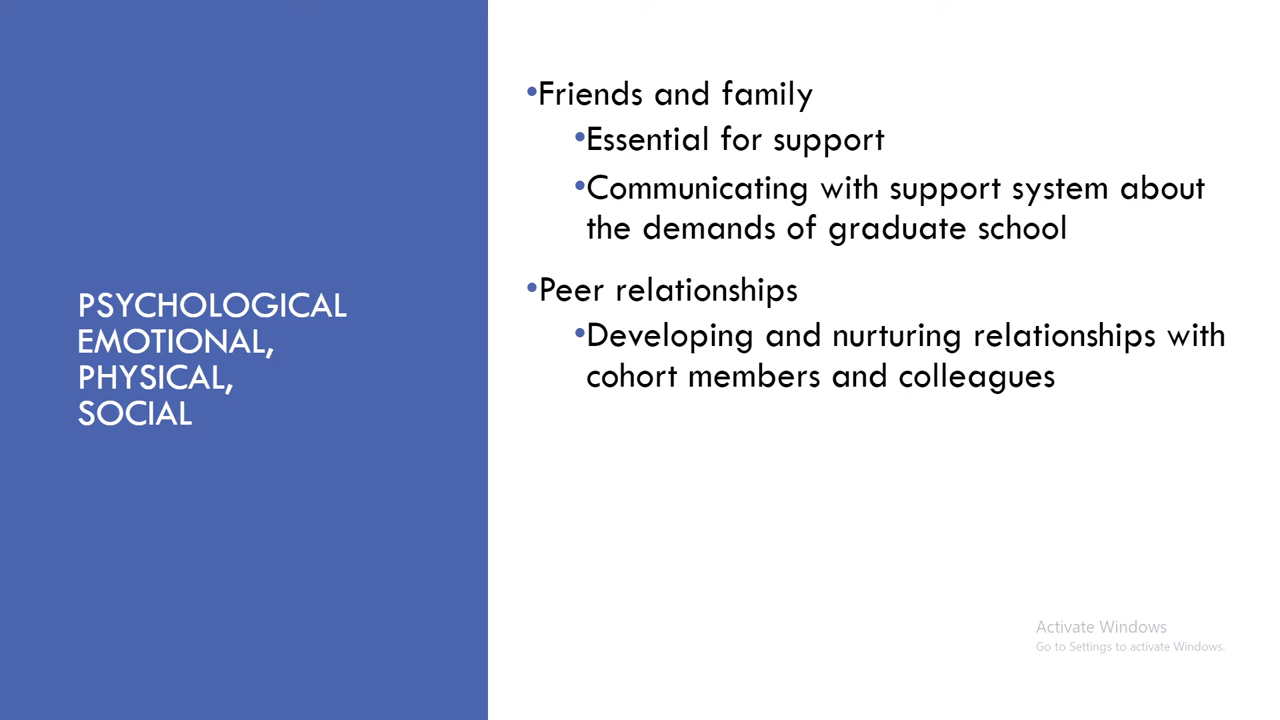 PSYCHOLOGICAL
EMOTIONAL,
PHYSICAL,
SOCIAL
•Friends and family
•Essential for support
•Communicating with support system about
the demands of graduate school
•Peer relationships
•Developing and nurturing relationships with
cohort members and colleagues
Activate Windows
Go to Settings to activate Windows.